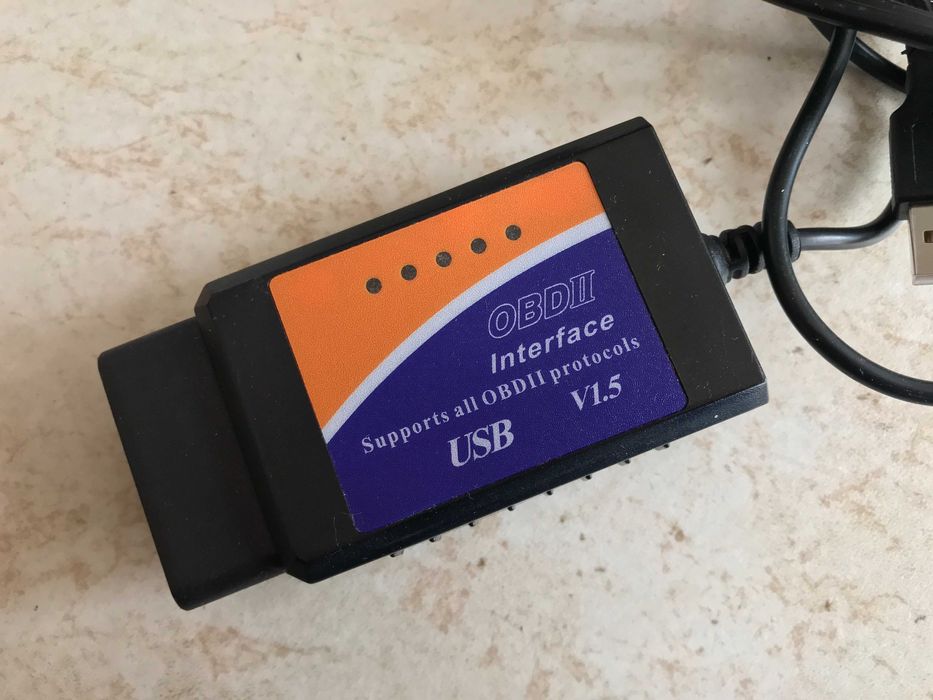 OBDII
Interface
Supports all OBDII protocols
USB V1.5